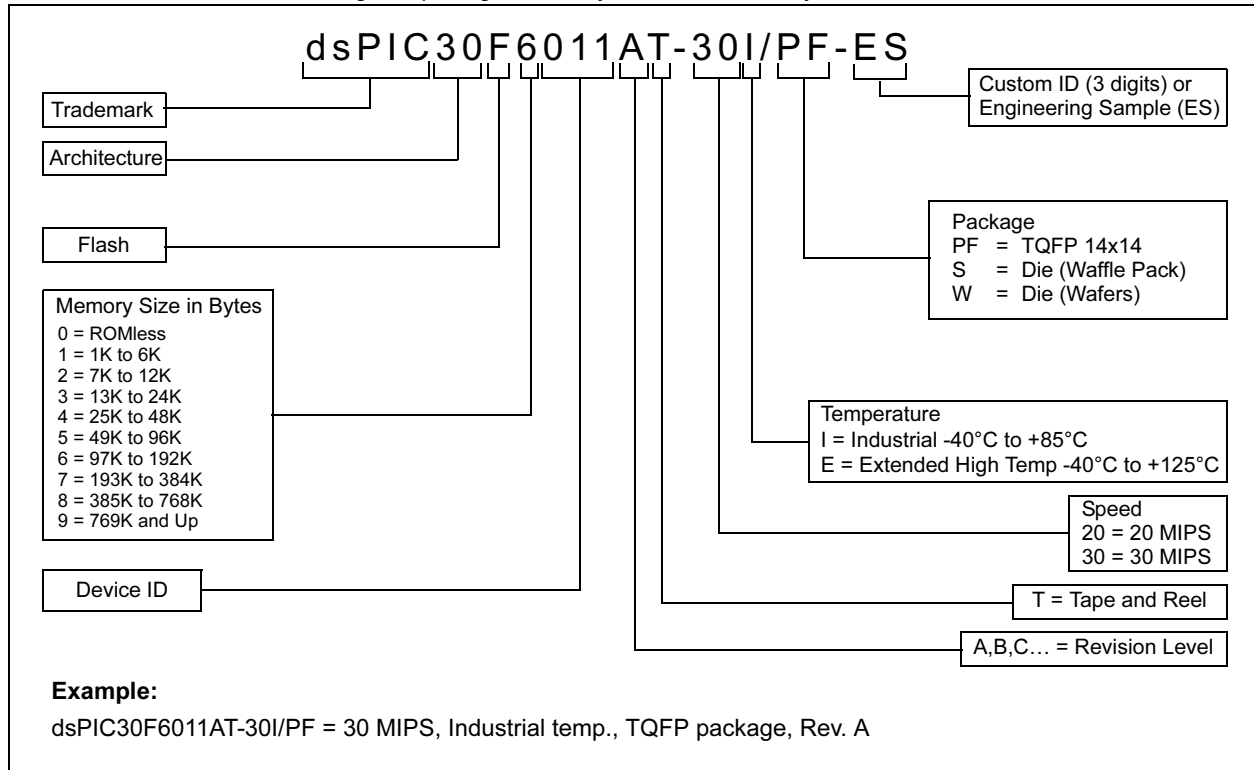 dsPIC30F6011AT-30I/PF-ES
Trademark
Architecture
Flash
Memory Size in Bytes
0 = ROMless
1 = 1K to 6K
2 = 7K to 12K
3 = 13K to 24K
4 = 25K to 48K
5 = 49K to 96K
6 = 97K to 192K
7 = 193K to 384K
8 = 385K to 768K
9 = 769K and Up
Device ID
Custom ID (3 digits) or
Engineering Sample (ES)
Package
PF = TQFP 14x14
S = Die (Waffle Pack)
W = Die (Wafers)
Temperature
I = Industrial -40°C to +85°C
E = Extended High Temp -40°C to +125°C
Speed
20 = 20 MIPS
30 = 30 MIPS
T = Tape and Reel
A,B,C… = Revision Level
Example:
dsPIC30F6011AT-30I/PF = 30 MIPS, Industrial temp., TQFP package, Rev. A